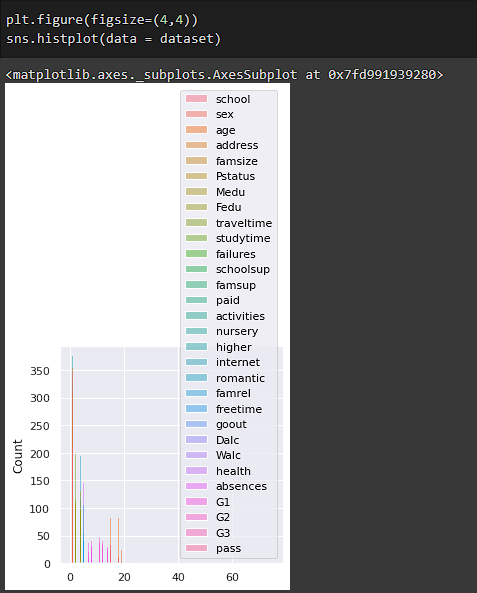 plt.figure(figsize=(4,4))
sns.histplot(data = dataset)
<matplotlib.axes._subplots.AxesSubplot at 0x7fd991939280>
school
sex
age
address
famsize
Pstatus
Medu
Fedu
traveltime
studytime
failures
schoolsup
famsup
paid
activities
nursery
higher
internet
romantic
famrel
freetime
goout
Dalc
Walc
health
absences
G1
G2
G3
pass
350
300
250
200
150
100
50
0
Count
0 20 40 60